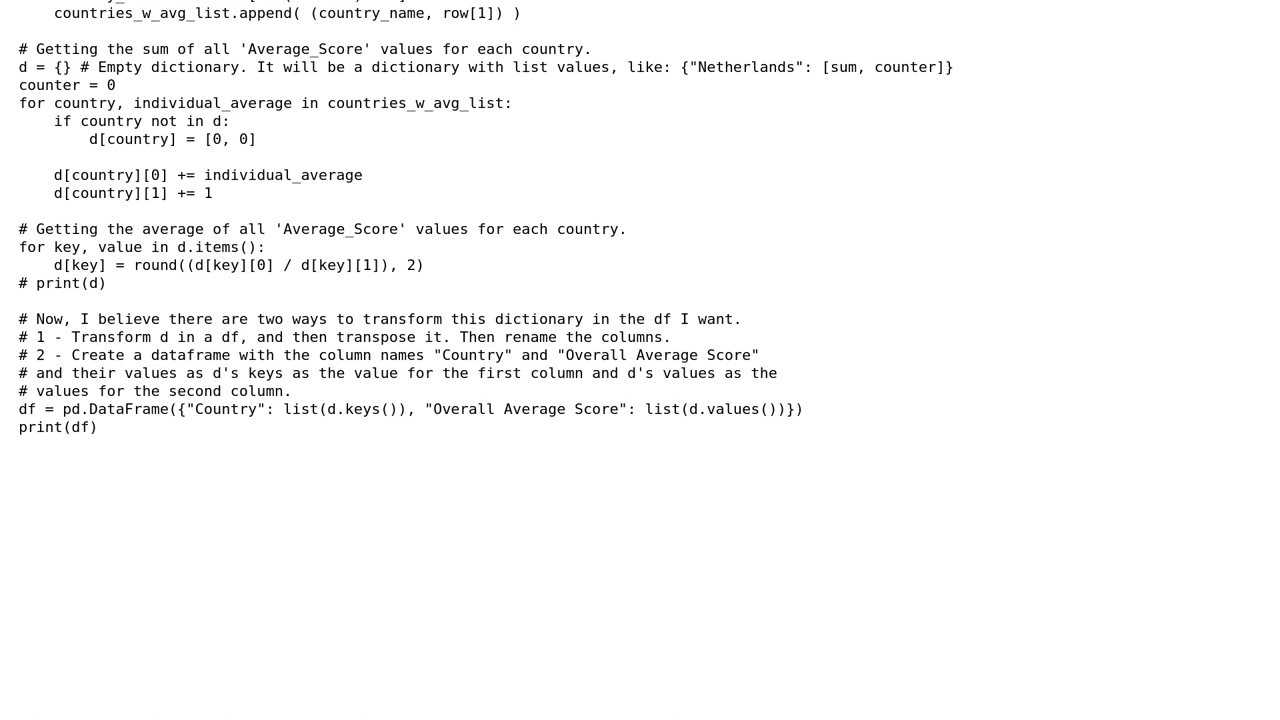 countries_w_avg_list.append( (country_name, row[1]) )
# Getting the sum of all 'Average_Score' values for each country.
d = {} # Empty dictionary. It will be a dictionary with list values, like: {"Netherlands": [sum, counter]}
counter = 0
for country, individual_average in countries_w_avg_list:
    if country not in d:
        d[country] = [0, 0]

    d[country][0] += individual_average
    d[country][1] += 1

# Getting the average of all 'Average_Score' values for each country.
for key, value in d.items():
    d[key] = round((d[key][0] / d[key][1]), 2)
# print(d)

# Now, I believe there are two ways to transform this dictionary in the df I want.
# 1 - Transform d in a df, and then transpose it. Then rename the columns.
# 2 - Create a dataframe with the column names "Country" and "Overall Average Score"
# and their values as d's keys as the value for the first column and d's values as the
# values for the second column.
df = pd.DataFrame({"Country": list(d.keys()), "Overall Average Score": list(d.values())})
print(df)